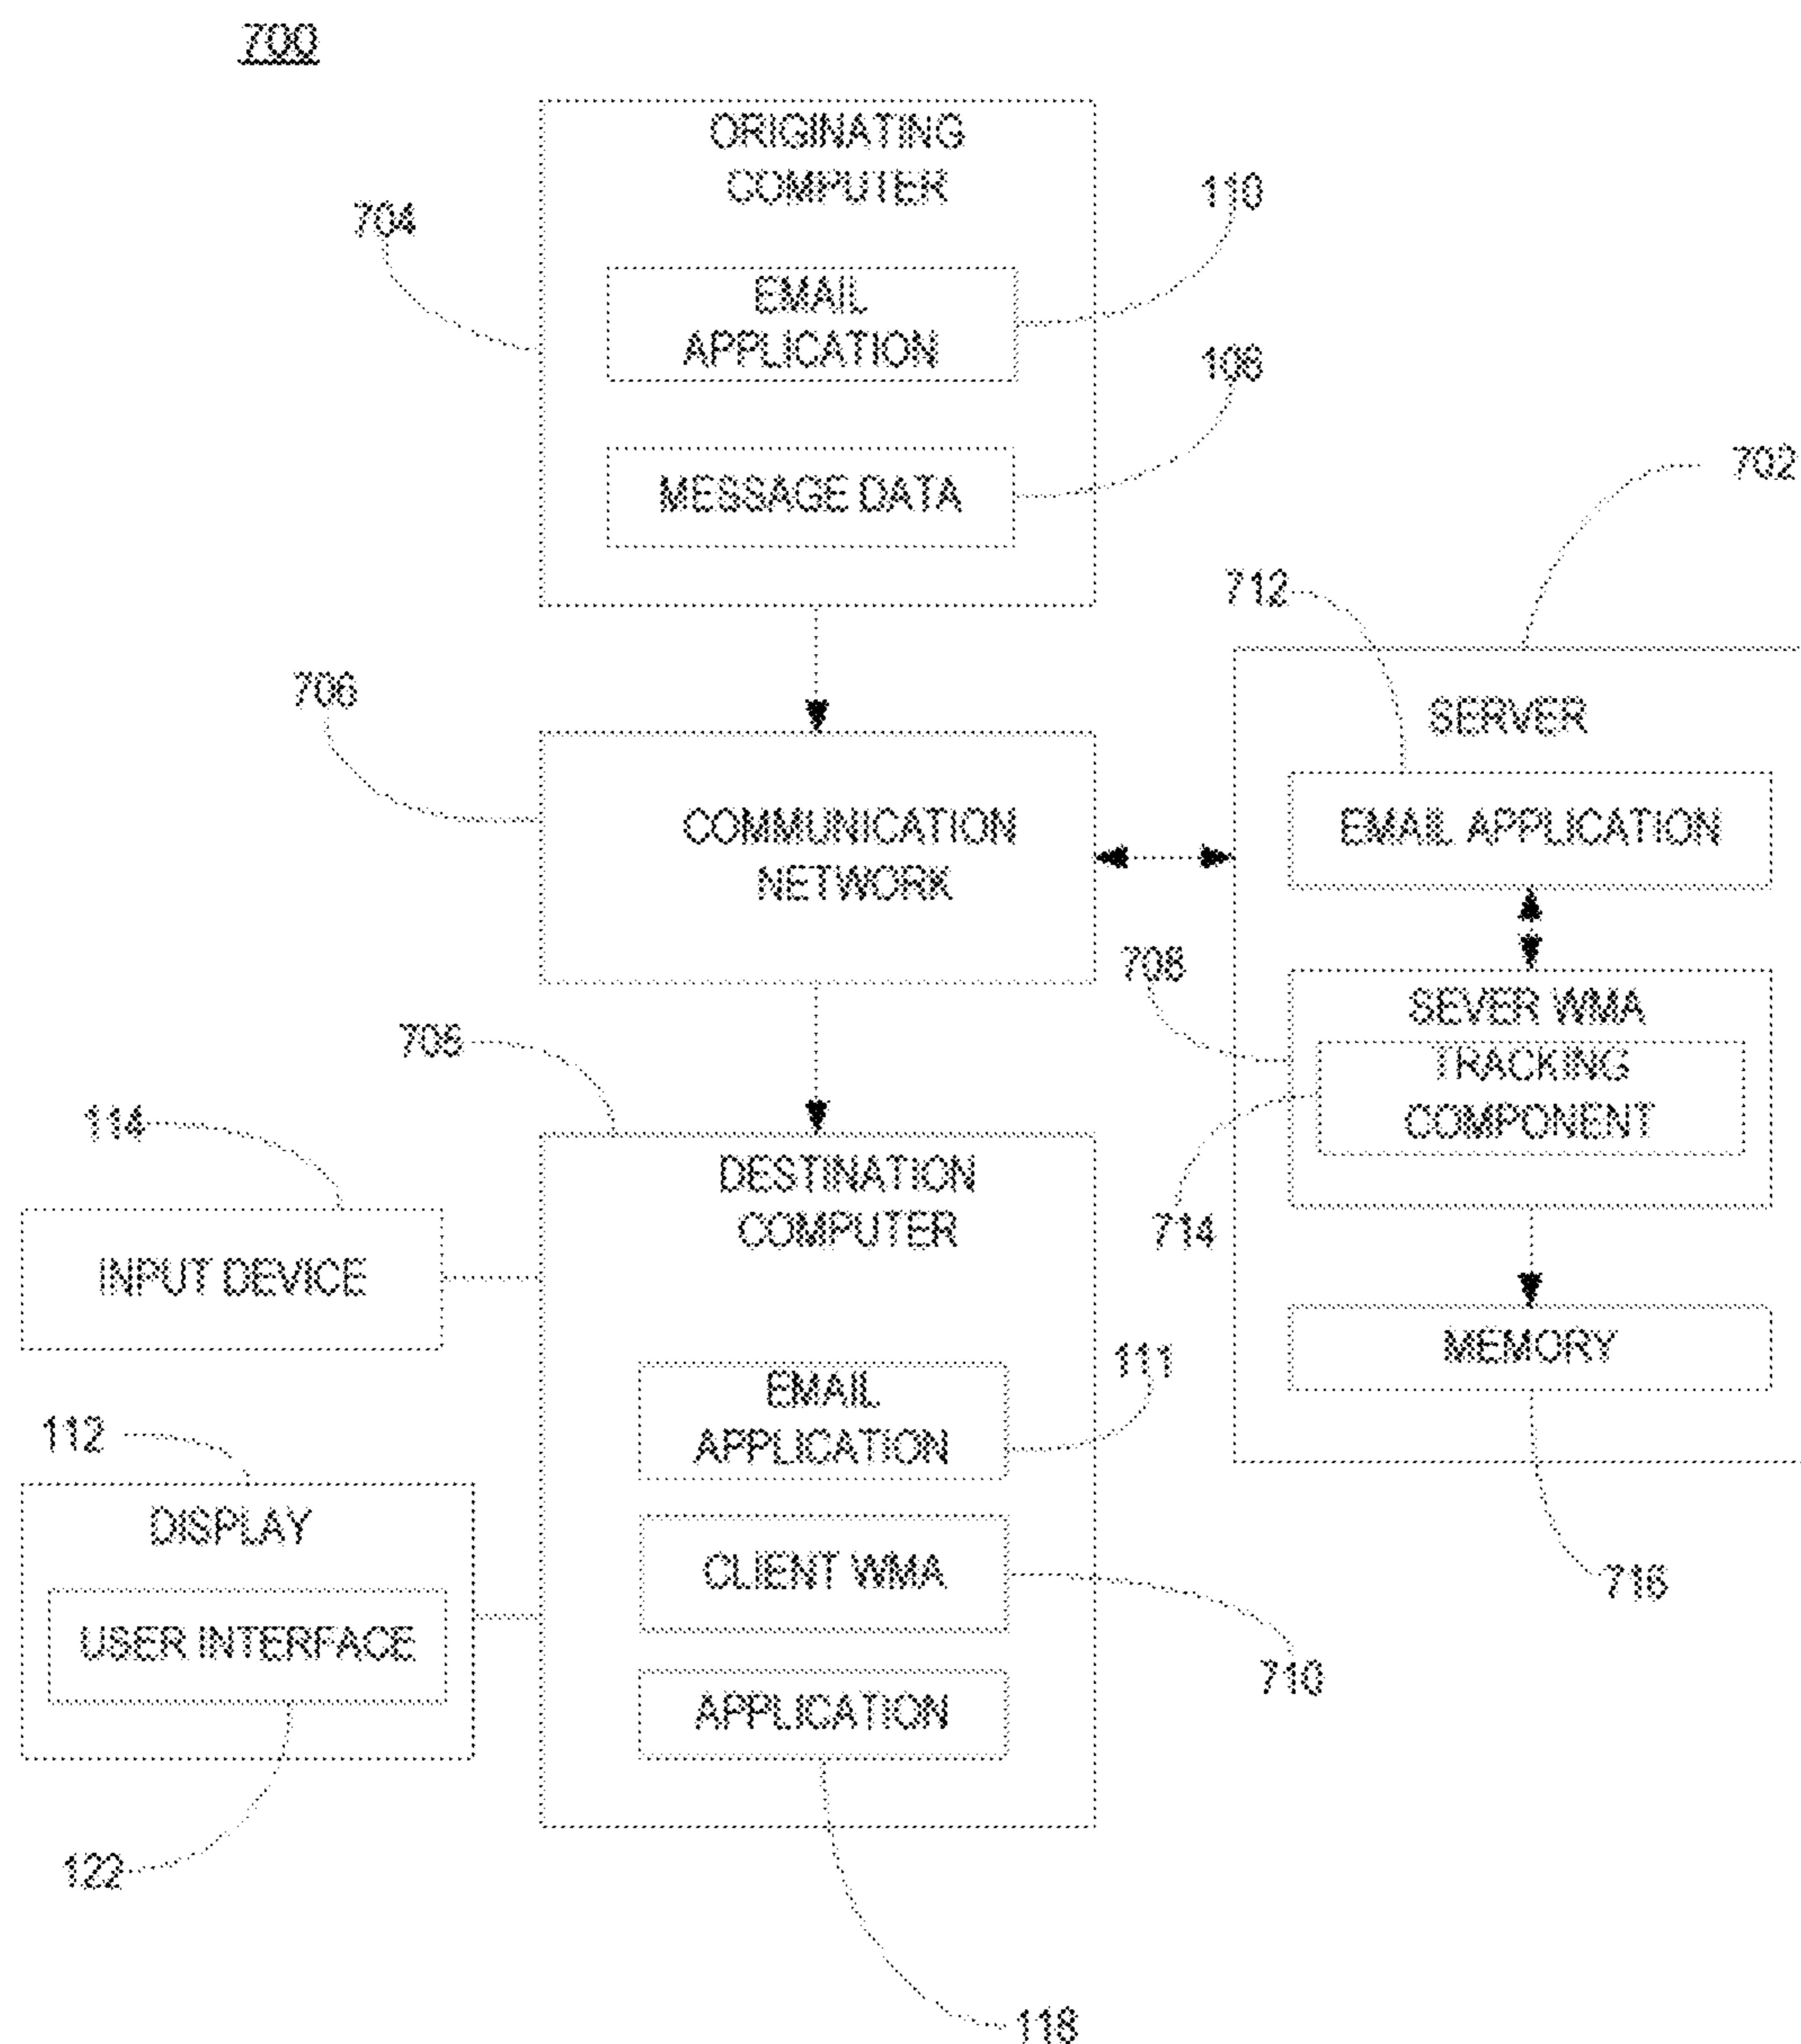 700
ORIGINATING
COMPUTER
704
110
EMAIL
APPLICATION
MESSAGE DATA
702
712
706
SERVER
COMMUNICATION
NETWORK
EMAIL APPLICATION
708
SEVER WMA
TRACKING
COMPONENT
114
DESTINATION
COMPUTER
714
INPUT DEVICE
MEMORY
111
EMAIL
APPLICATION
112
DISPLAY
CLIENT WMA
716
USER INTERFACE
710
APPLICATION
122
118